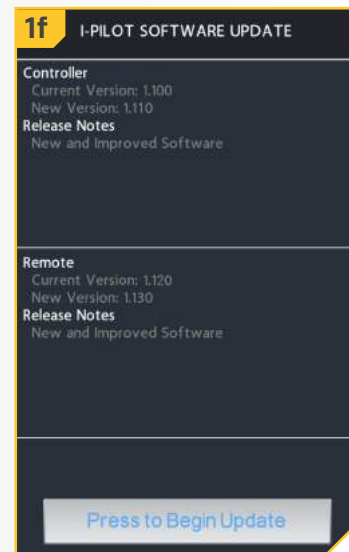 1f
I-PILOT SOFTWARE UPDATE
Controller
Current Version: 1.100
New Version: 1.110
Release Notes
New and Improved Software
Remote
Current Version: 1.120
New Version: 1.130
Release Notes
New and Improved Software
Press to Begin Update